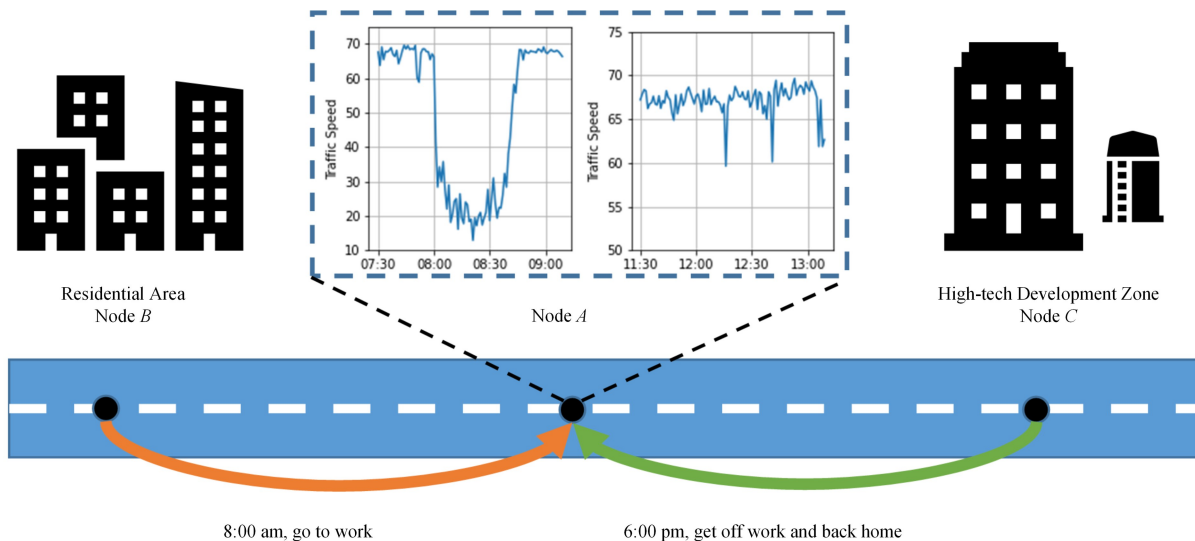 Traffic Speed
70
60
50
40
30
20
10
07:30 08:00 08:30 09:00
Traffic Speed
75
70
65
60
55
50
11:30 12:00 12:30 13:00
Residential Area
Node B
Node A
High-tech Development Zone
Node C
8:00 am, go to work
6:00 pm, get off work and back home